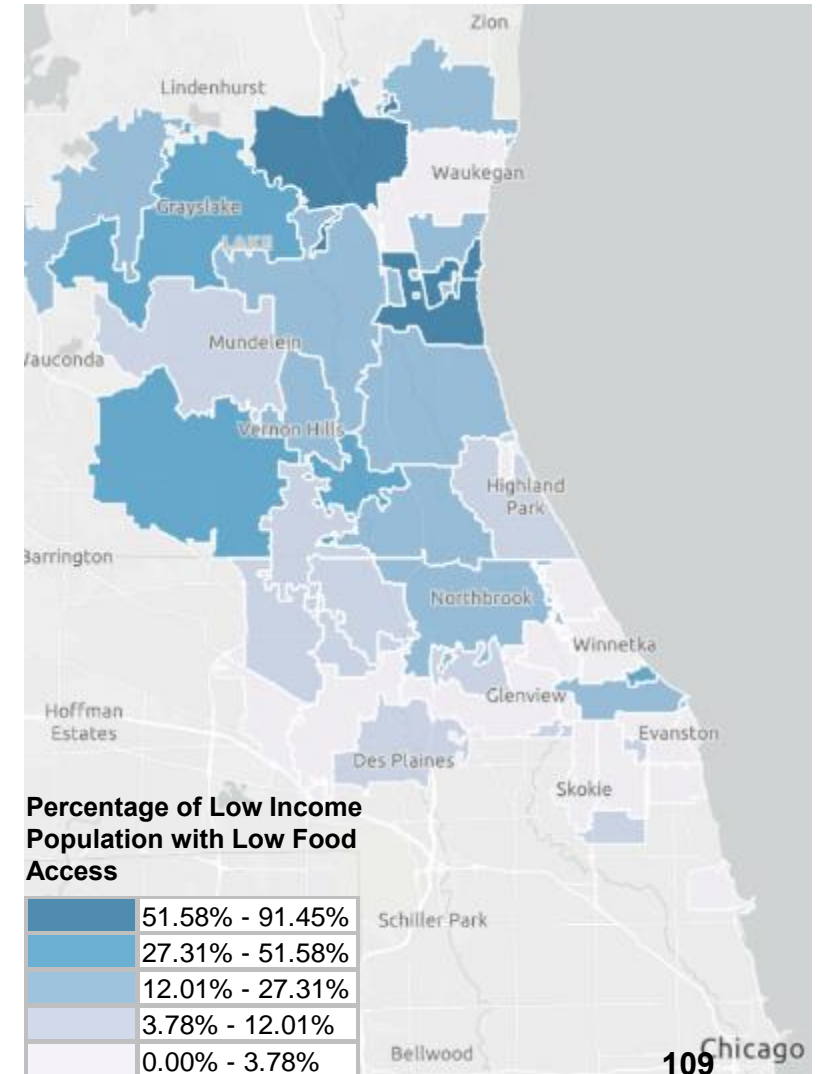 Zion
Lindenhurst
Waukegan
Grayslake
LAKE
Mundelein
Vauconda
Vernon Hills
Highland
Park
Barrington
Northbrook
Winnetka
Glenview
Hoffman
Estates
Evanston
Des Plaines
Skokie
Percentage of Low Income
Population with Low Food
Access
51.58% - 91.45%
27.31% - 51.58%
12.01% - 27.31%
3.78% - 12.01%
0.00% - 3.78%
Schiller Park
Bellwood
109
Chicago